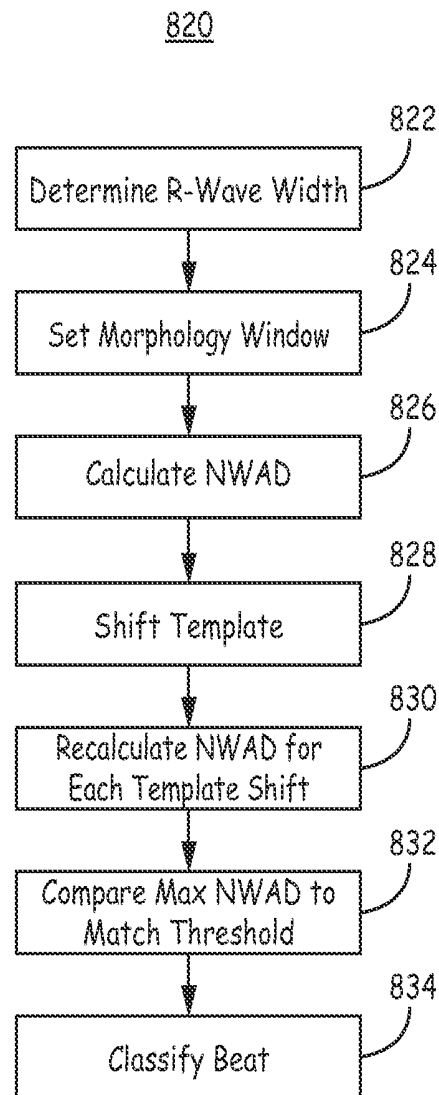 820
822
Determine R-Wave Width
824
Set Morphology Window
826
Calculate NWAD
828
Shift Template
830
Recalculate NWAD for
Each Template Shift
832
Compare Max NWAD to
Match Threshold
834
Classify Beat